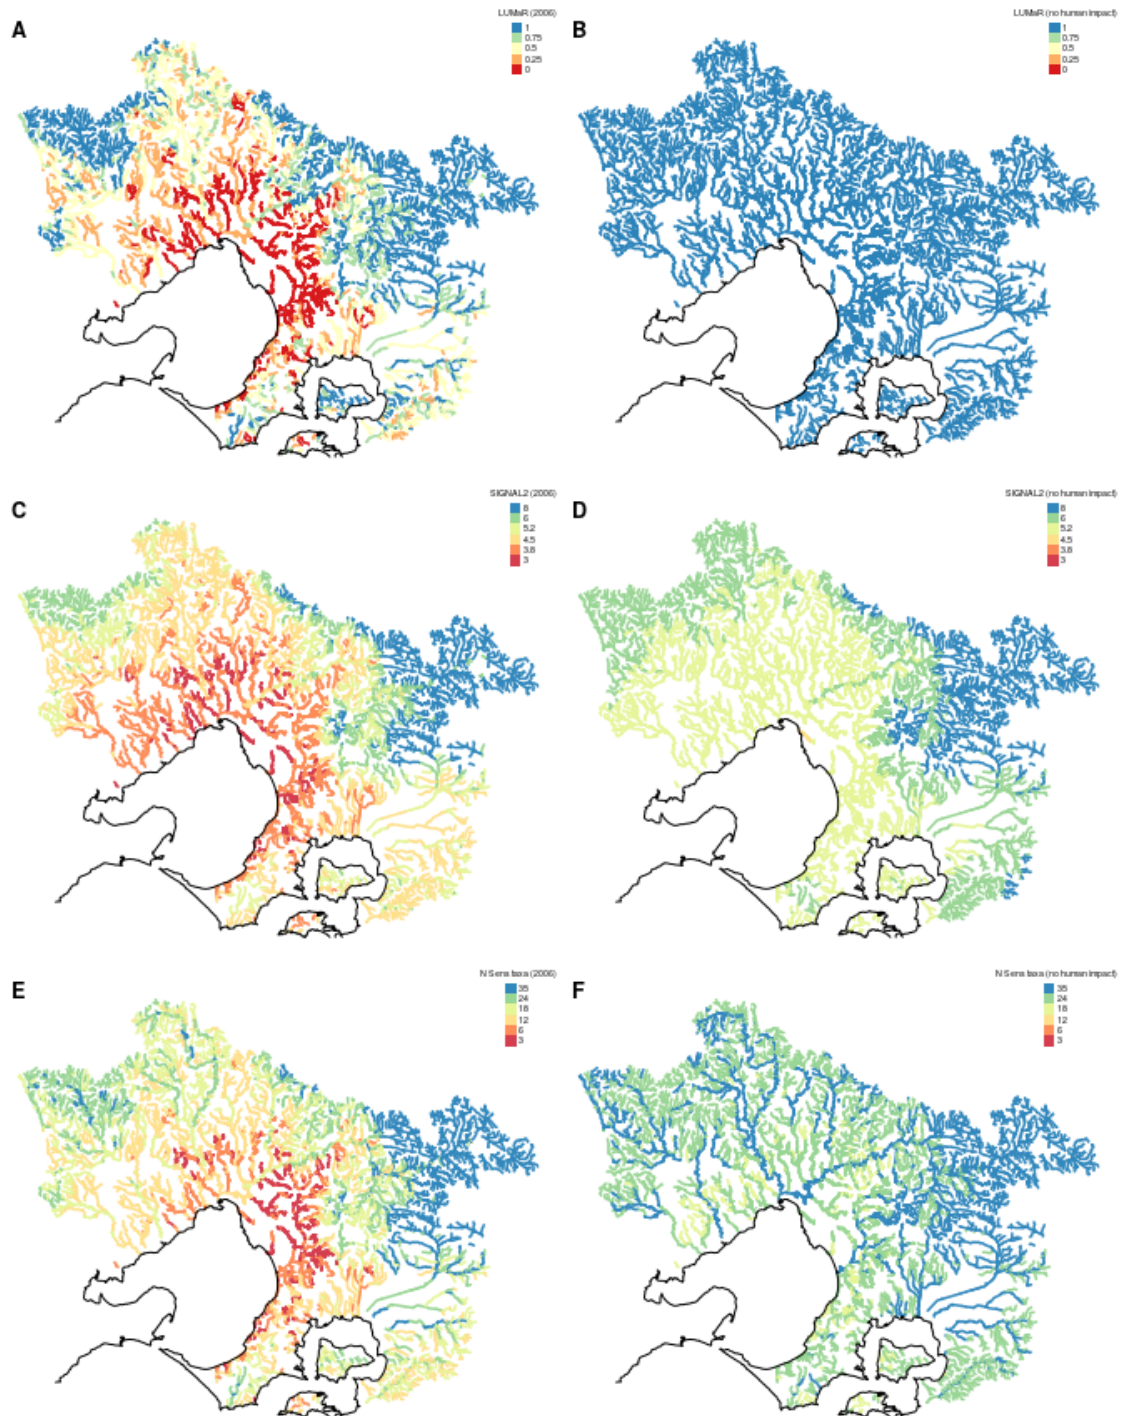 LUMaR (2006)
A
1
0.75
0.5
0.25
0
LUMaR (no human impact)
B
1
0.75
0.5
0.25
0
SIGNAL2 (2006)
C
8
6
5.2
4.5
3.8
3
SIGNAL2 (no human impact)
D
8
6
5.2
4.5
3.8
3
N Sens taxa (2006)
E
35
24
18
12
6
3
N Sens taxa (no human impact)
F
35
24
18
12
6
3